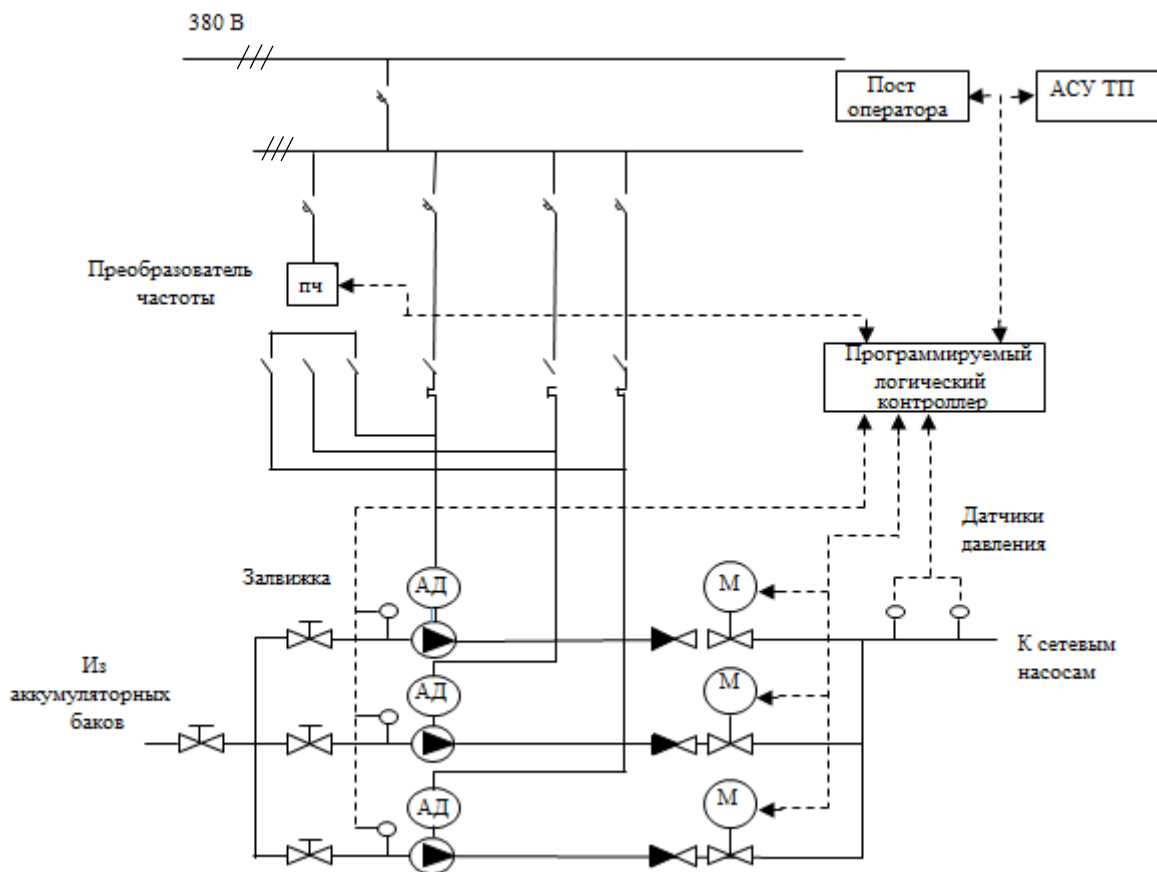 380 В
Пост
оператора
АСУ ТП
Преобразователь
частоты
пч
Программируемый
логический
контроллер
Датчики
давления
Залвижка
АД
М
К сетевым
насосам
Из
аккумуляторных
баков
АД
М
АД
М